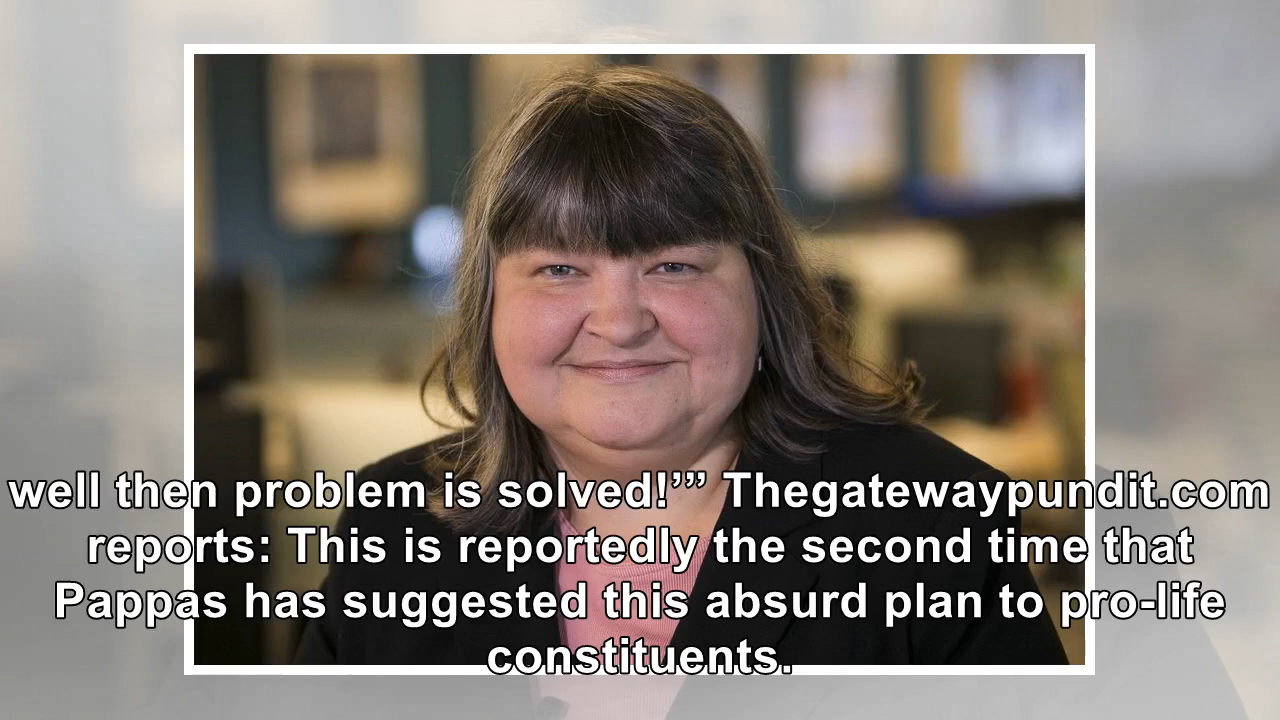 well then problem is solved!’” Thegatewaypundit.com
reports: This is reportedly the second time that
Pappas has suggested this absurd plan to pro-life
constituents.